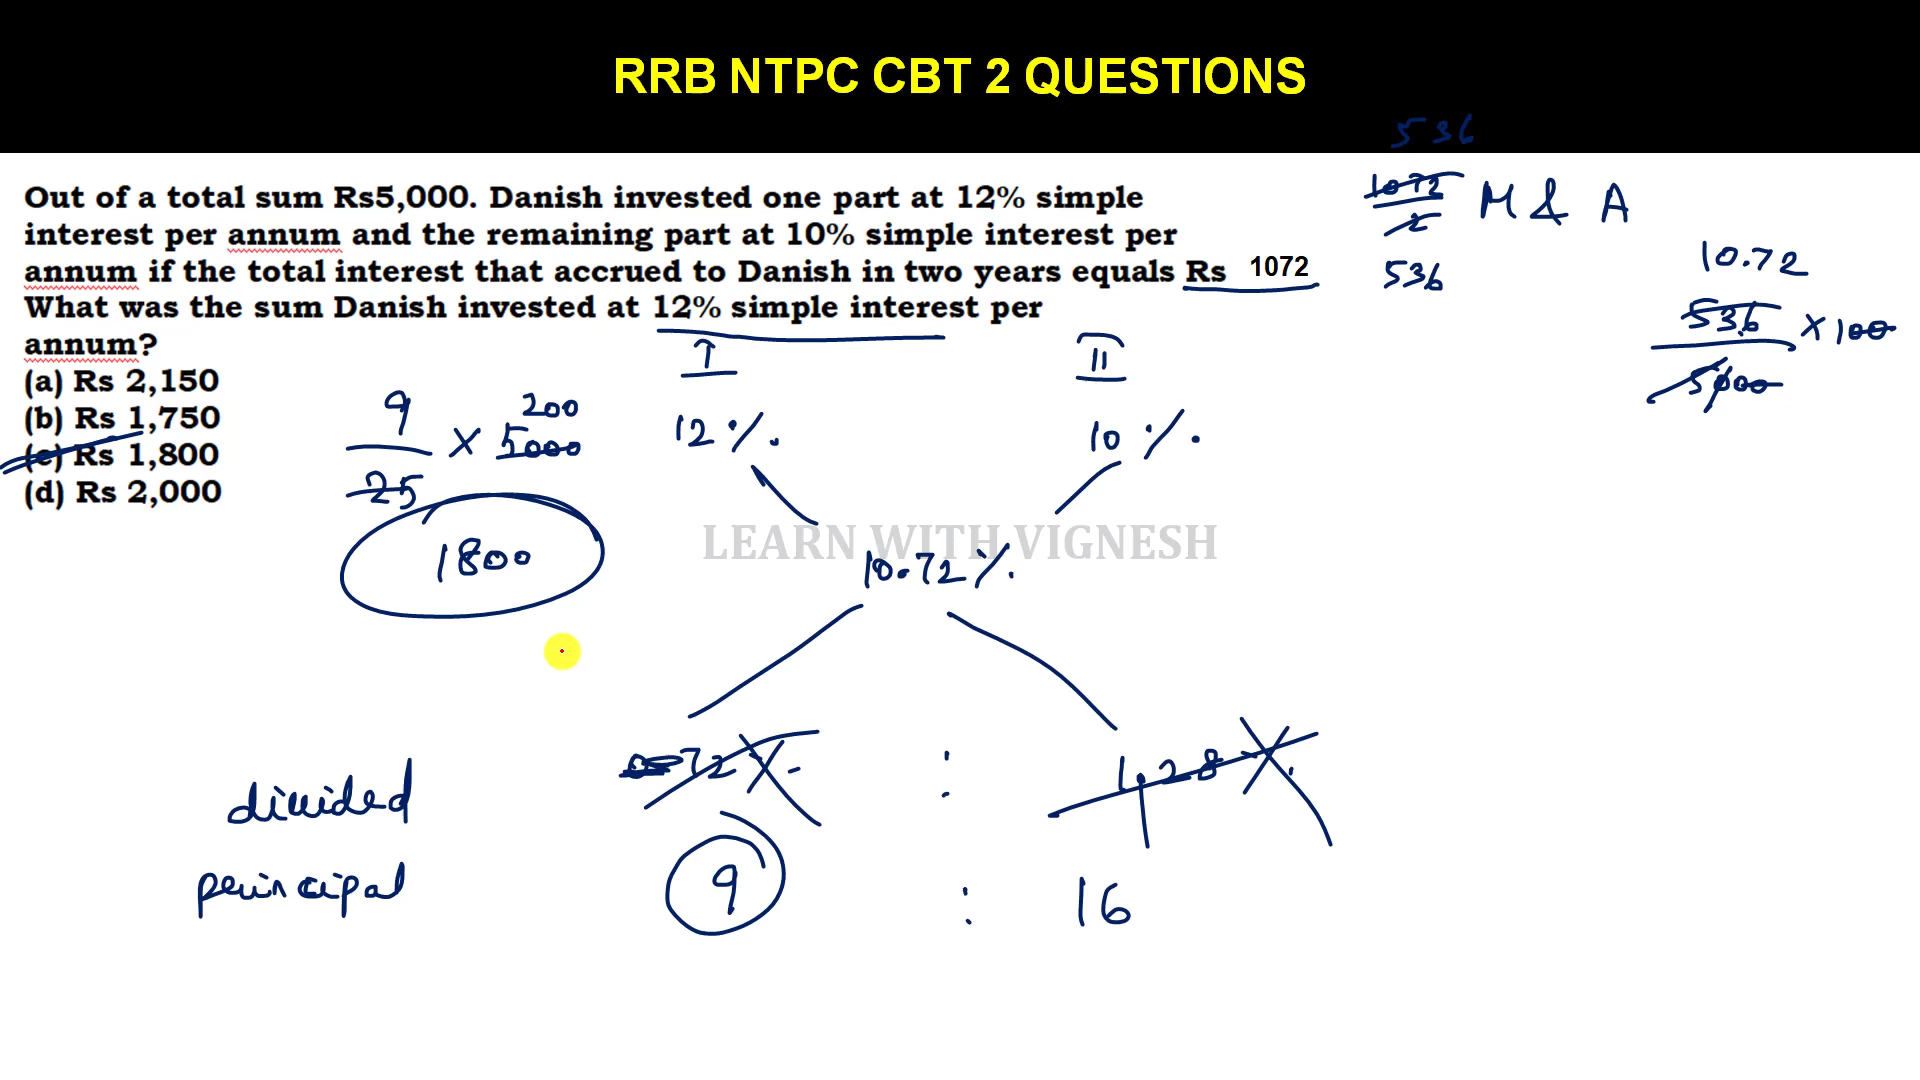 RRB NTPC CBT 2 QUESTIONS
536
1072 M & A
2
536
10.72
536 X 100
5000
Out of a total sum Rs5,000. Danish invested one part at 12% simple
interest per annum and the remaining part at 10% simple interest per
annum if the total interest that accrued to Danish in two years equals Rs 1072
What was the sum Danish invested at 12% simple interest per
annum?
(a) Rs 2,150
(b) Rs 1,750
(c) Rs 1,800
(d) Rs 2,000
I II
12 %. 10 %.
9 X 200
5000
25
1800
LEARN WITH VIGNESH
10.72%
72 %. : 1.28 %.
divided
principal 9 : 16